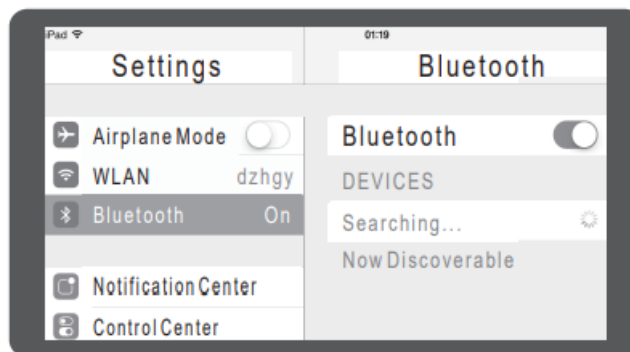 iPad
01:19
Settings
Bluetooth
Airplane Mode
WLAN dzhgy
Bluetooth On
Notification Center
Control Center
Bluetooth
DEVICES
Searching...
Now Discoverable